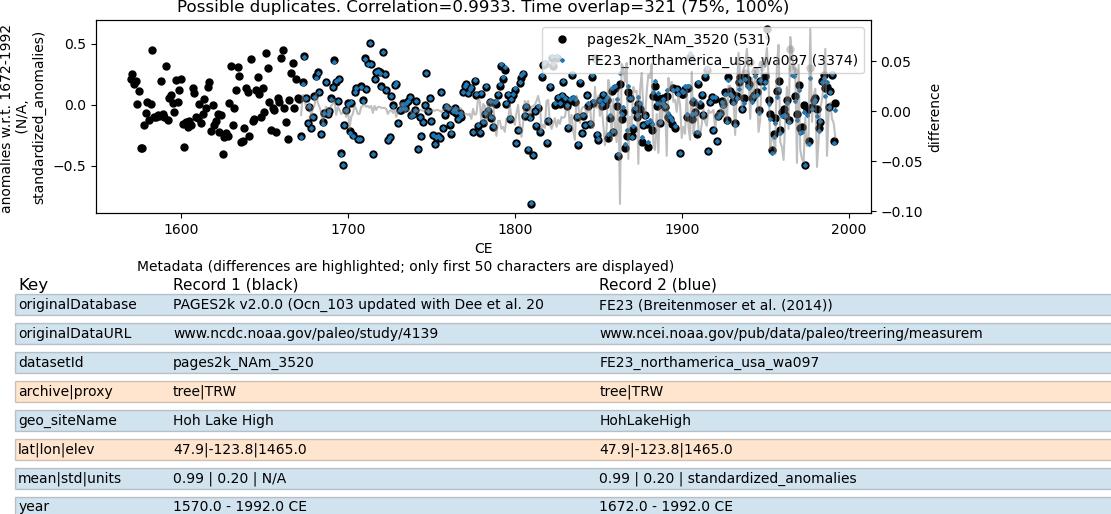 Possible duplicates. Correlation=0.9933. Time overlap=321 (75%, 100%)
anomalies w.r.t. 1672-1992
(N/A,
standardized_anomalies)
0.5
0.0
−0.5
pages2k_NAm_3520 (531)
FE23_northamerica_usa_wa097 (3374)
0.05
0.00
−0.05
−0.10
difference
1600 1700 1800 1900 2000
CE
Metadata (differences are highlighted; only first 50 characters are displayed)
Key Record 1 (black) Record 2 (blue)
originalDatabase PAGES2k v2.0.0 (Ocn_103 updated with Dee et al. 20 FE23 (Breitenmoser et al. (2014))
originalDataURL www.ncdc.noaa.gov/paleo/study/4139 www.ncei.noaa.gov/pub/data/paleo/treering/measurem
datasetId pages2k_NAm_3520 FE23_northamerica_usa_wa097
archive|proxy tree|TRW tree|TRW
geo_siteName Hoh Lake High HohLakeHigh
lat|lon|elev 47.9|-123.8|1465.0 47.9|-123.8|1465.0
mean|std|units 0.99 | 0.20 | N/A 0.99 | 0.20 | standardized_anomalies
year 1570.0 - 1992.0 CE 1672.0 - 1992.0 CE